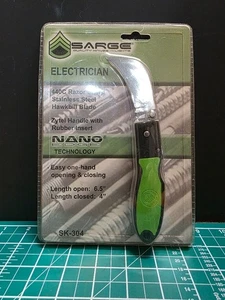 SARGE
ELECTRICIAN
440C
Stainless Steel
Hawkbill Blade
Zytel Handle with
Rubber Insert
NANO
TECHNOLOGY
Easy one-hand
opening & closing
Length open: 6.5"
Length closed: 4"
SK-304